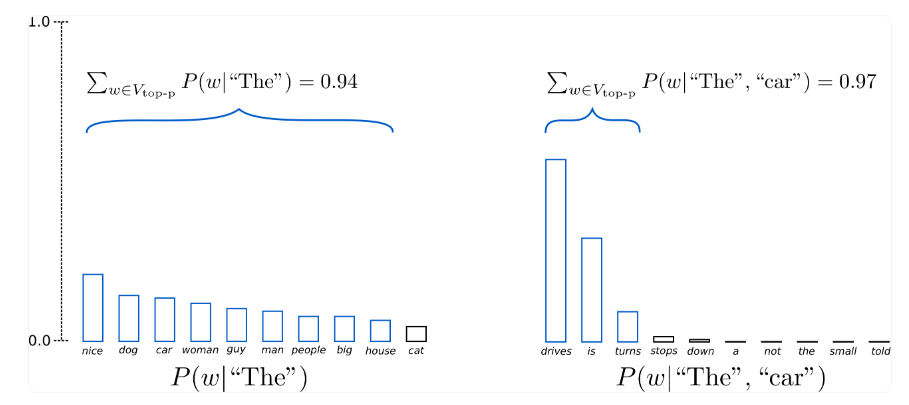 1.0
∑w∈Vtop-p P(w|“The”) = 0.94
∑w∈Vtop-p P(w|“The”, “car”) = 0.97
0.0
nice dog car woman guy man people big house cat
drives is turns stops down a not the small told
P(w|“The”)
P(w|“The”, “car”)